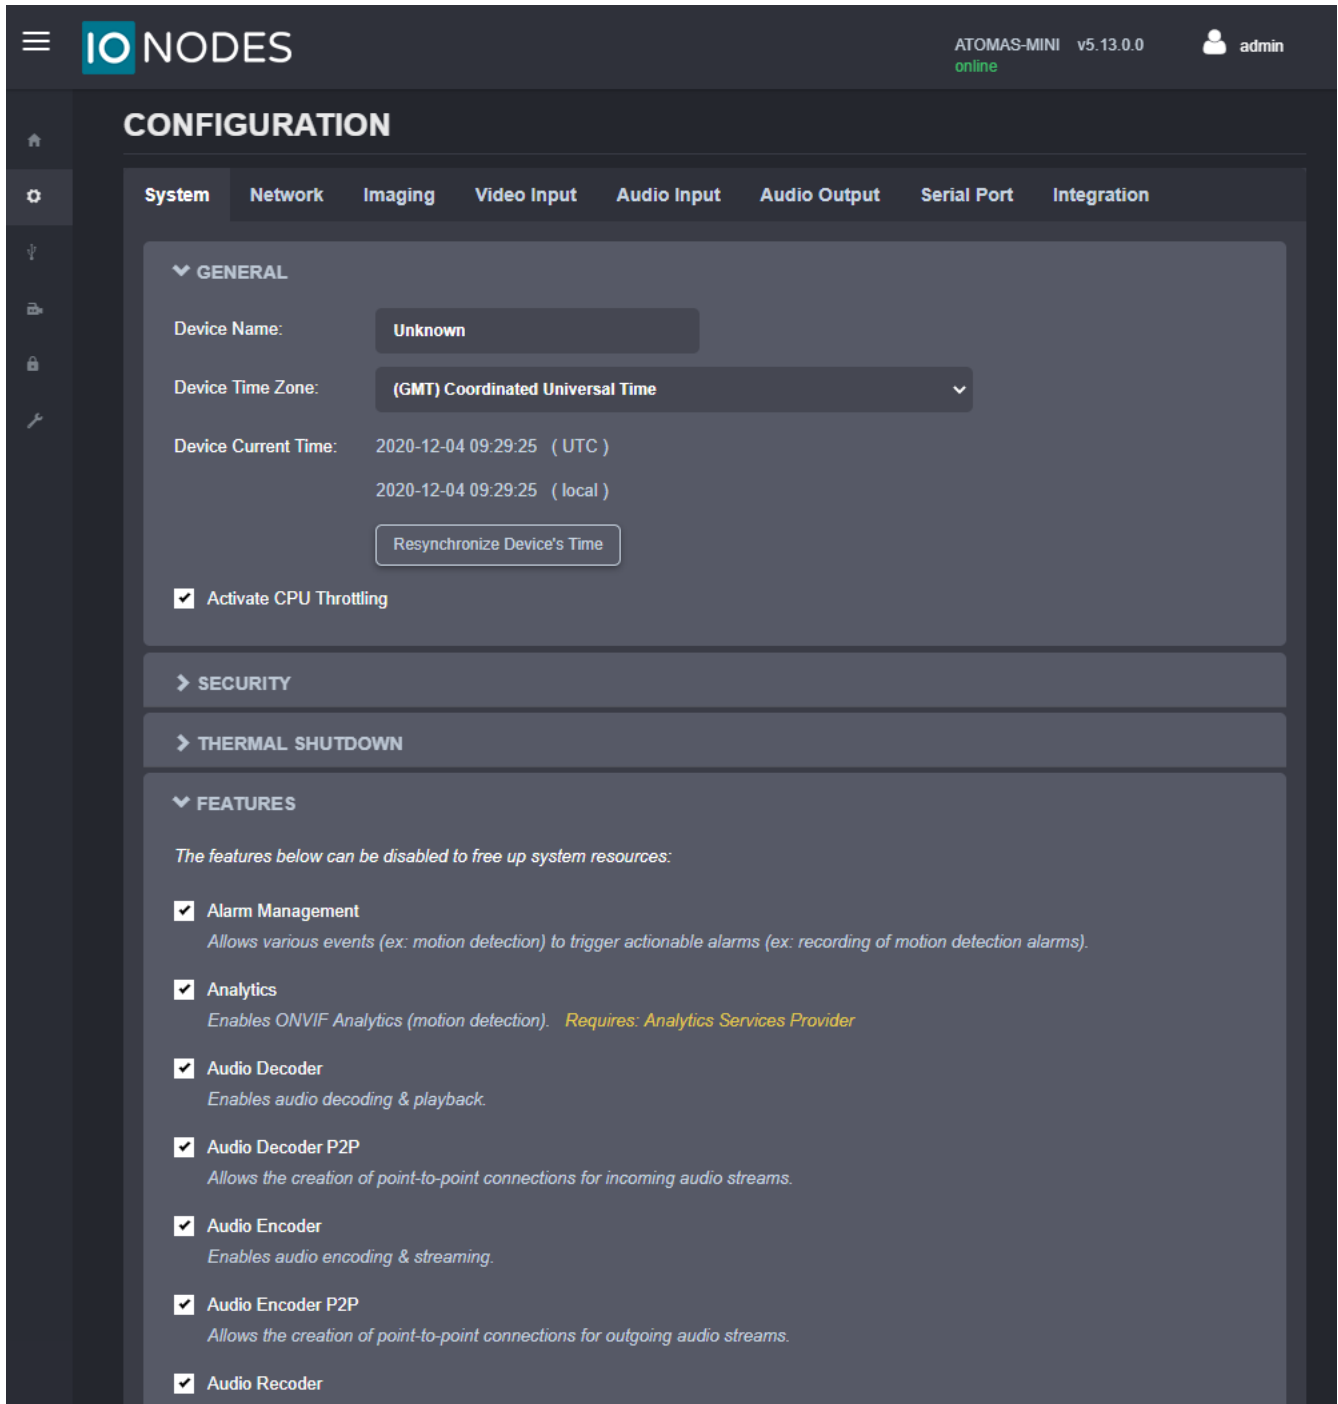 IONODES
ATOMAS-MINI v5.13.0.0
online
admin
CONFIGURATION
System Network Imaging Video Input Audio Input Audio Output Serial Port Integration
GENERAL
Device Name: Unknown
Device Time Zone: (GMT) Coordinated Universal Time
Device Current Time: 2020-12-04 09:29:25 ( UTC )
2020-12-04 09:29:25 ( local )
Resynchronize Device's Time
Activate CPU Throttling
SECURITY
THERMAL SHUTDOWN
FEATURES
The features below can be disabled to free up system resources:
Alarm Management
Allows various events (ex: motion detection) to trigger actionable alarms (ex: recording of motion detection alarms).
Analytics
Enables ONVIF Analytics (motion detection). Requires: Analytics Services Provider
Audio Decoder
Enables audio decoding & playback.
Audio Decoder P2P
Allows the creation of point-to-point connections for incoming audio streams.
Audio Encoder
Enables audio encoding & streaming.
Audio Encoder P2P
Allows the creation of point-to-point connections for outgoing audio streams.
Audio Recoder